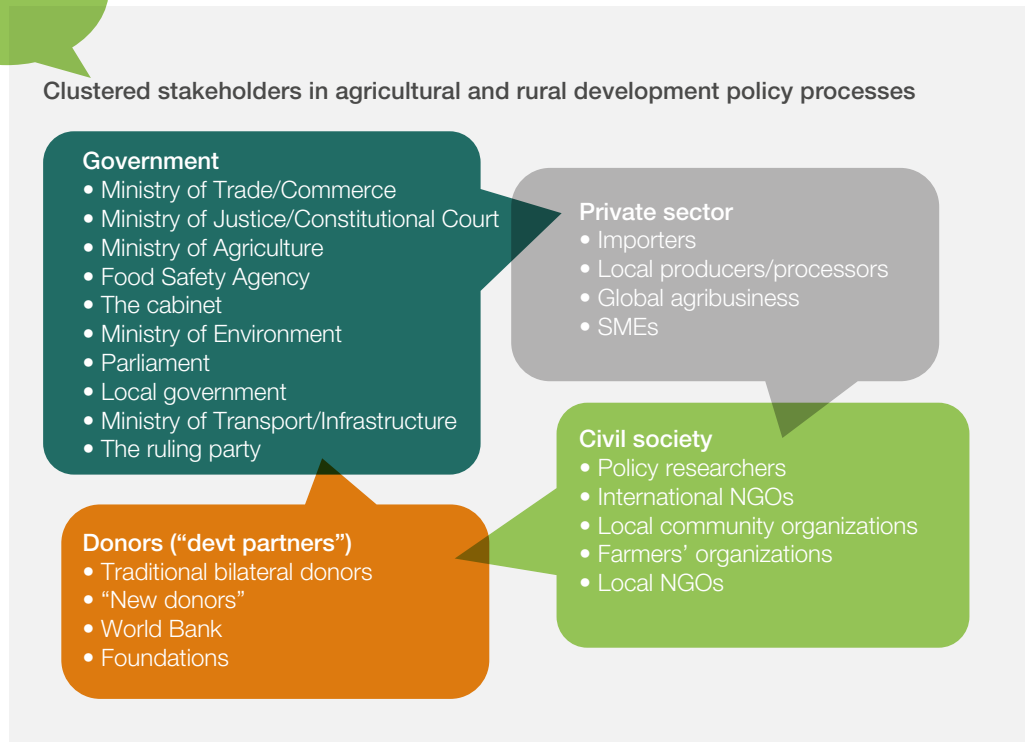 Clustered stakeholders in agricultural and rural development policy processes
Government
• Ministry of Trade/Commerce
• Ministry of Justice/Constitutional Court
• Ministry of Agriculture
• Food Safety Agency
• The cabinet
• Ministry of Environment
• Parliament
• Local government
• Ministry of Transport/Infrastructure
• The ruling party
Private sector
• Importers
• Local producers/processors
• Global agribusiness
• SMEs
Civil society
• Policy researchers
• International NGOs
• Local community organizations
• Farmers’ organizations
• Local NGOs
Donors (“devt partners”)
• Traditional bilateral donors
• “New donors”
• World Bank
• Foundations